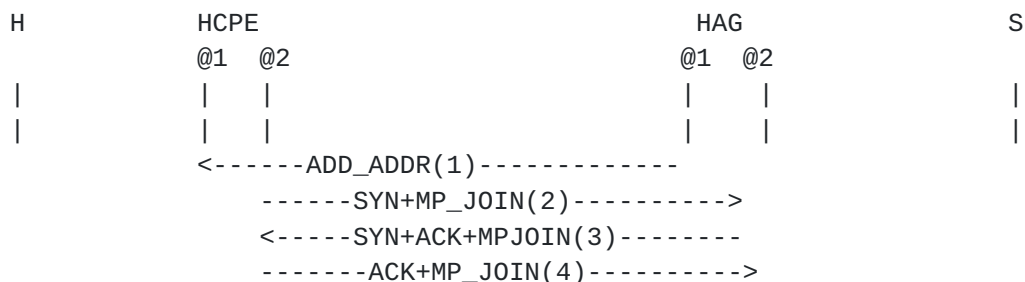 H HCPE HAG S
@1 @2 @1 @2
| | | | | |
| | | | | |
<------ADD_ADDR(1)-------------
------SYN+MP_JOIN(2)---------->
<-----SYN+ACK+MPJOIN(3)--------
-------ACK+MP_JOIN(4)---------->